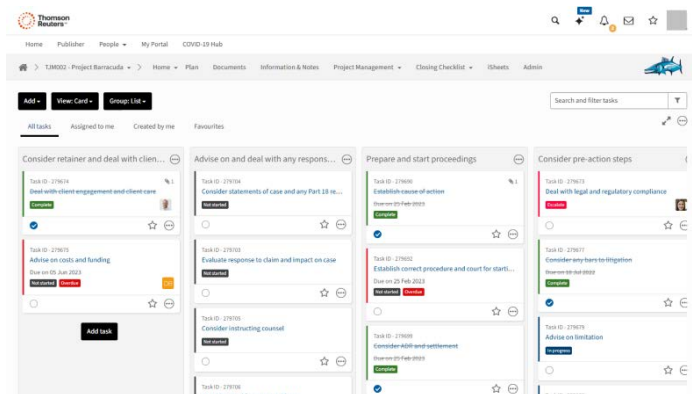 Thomson
Reuters
New
Home Publisher People My Portal COVID-19 Hub
TJM002 - Project Barracuda Home Plan Documents Information & Notes Project Management Closing Checklist iSheets Admin
Add View: Card Group: List Search and filter tasks
All tasks Assigned to me Created by me Favourites
Consider retainer and deal with clien...
Task ID - 279674 1
Deal with client engagement and client care
Complete
Task ID - 279675
Advise on costs and funding
Due on 05 Jun 2023
Not started Overdue
Add task
Advise on and deal with any respons...
Task ID - 279704
Consider statements of case and any Part 18 re...
Not started
Task ID - 279703
Evaluate response to claim and impact on case
Not started
Task ID - 279705
Consider instructing counsel
Not started
Task ID - 279708
Prepare and start proceedings
Task ID - 279690 1
Establish cause of action
Due on 25 Feb 2023
Complete
Task ID - 279692
Establish correct procedure and court for starti...
Due on 25 Feb 2023
Not started Overdue
Task ID - 279699
Consider ADR and settlement
Due on 21 Feb 2023
Complete
Consider pre-action steps
Task ID - 279673
Deal with legal and regulatory compliance
Escalate
Task ID - 279677
Consider any bars to litigation
Complete
Task ID - 279679
Advise on limitation
In progress